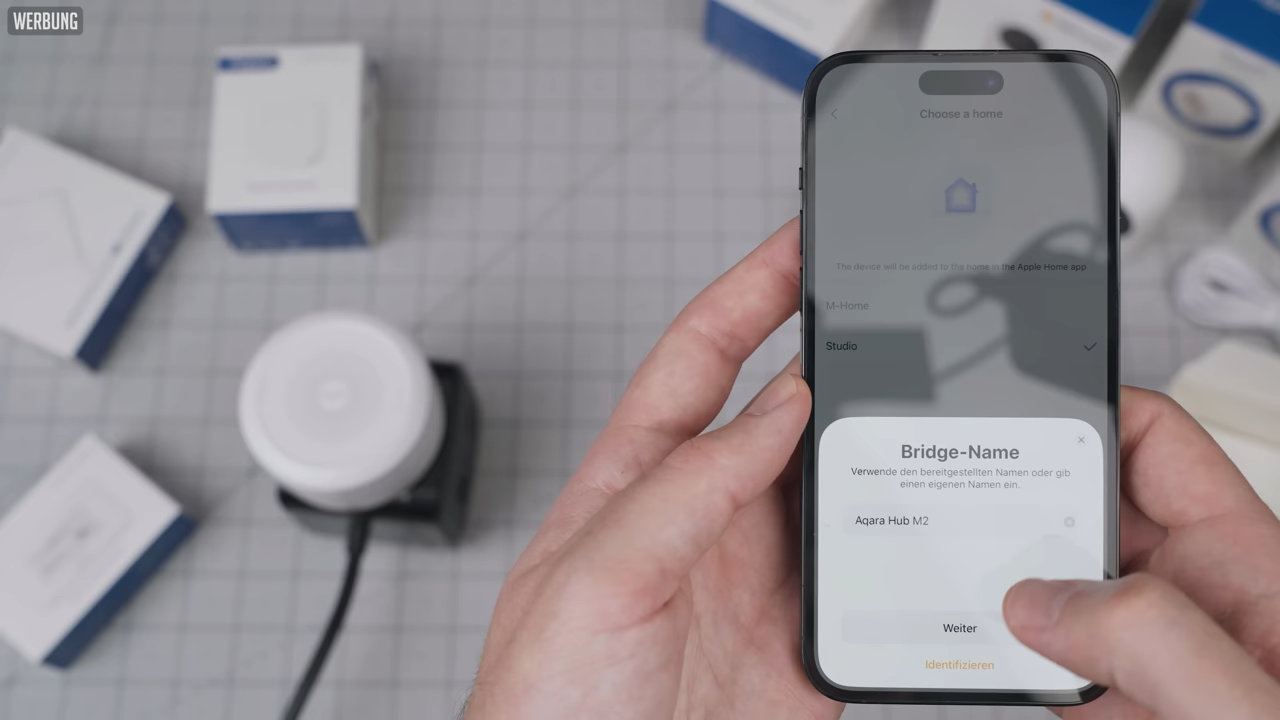 WERBUNG
Choose a home
The device will be added to the home in the Apple Home app
M-Home
Studio
Bridge-Name
Verwende den bereitgestellten Namen oder gib
einen eigenen Namen ein.
Aqara Hub M2
Weiter
Identifizieren